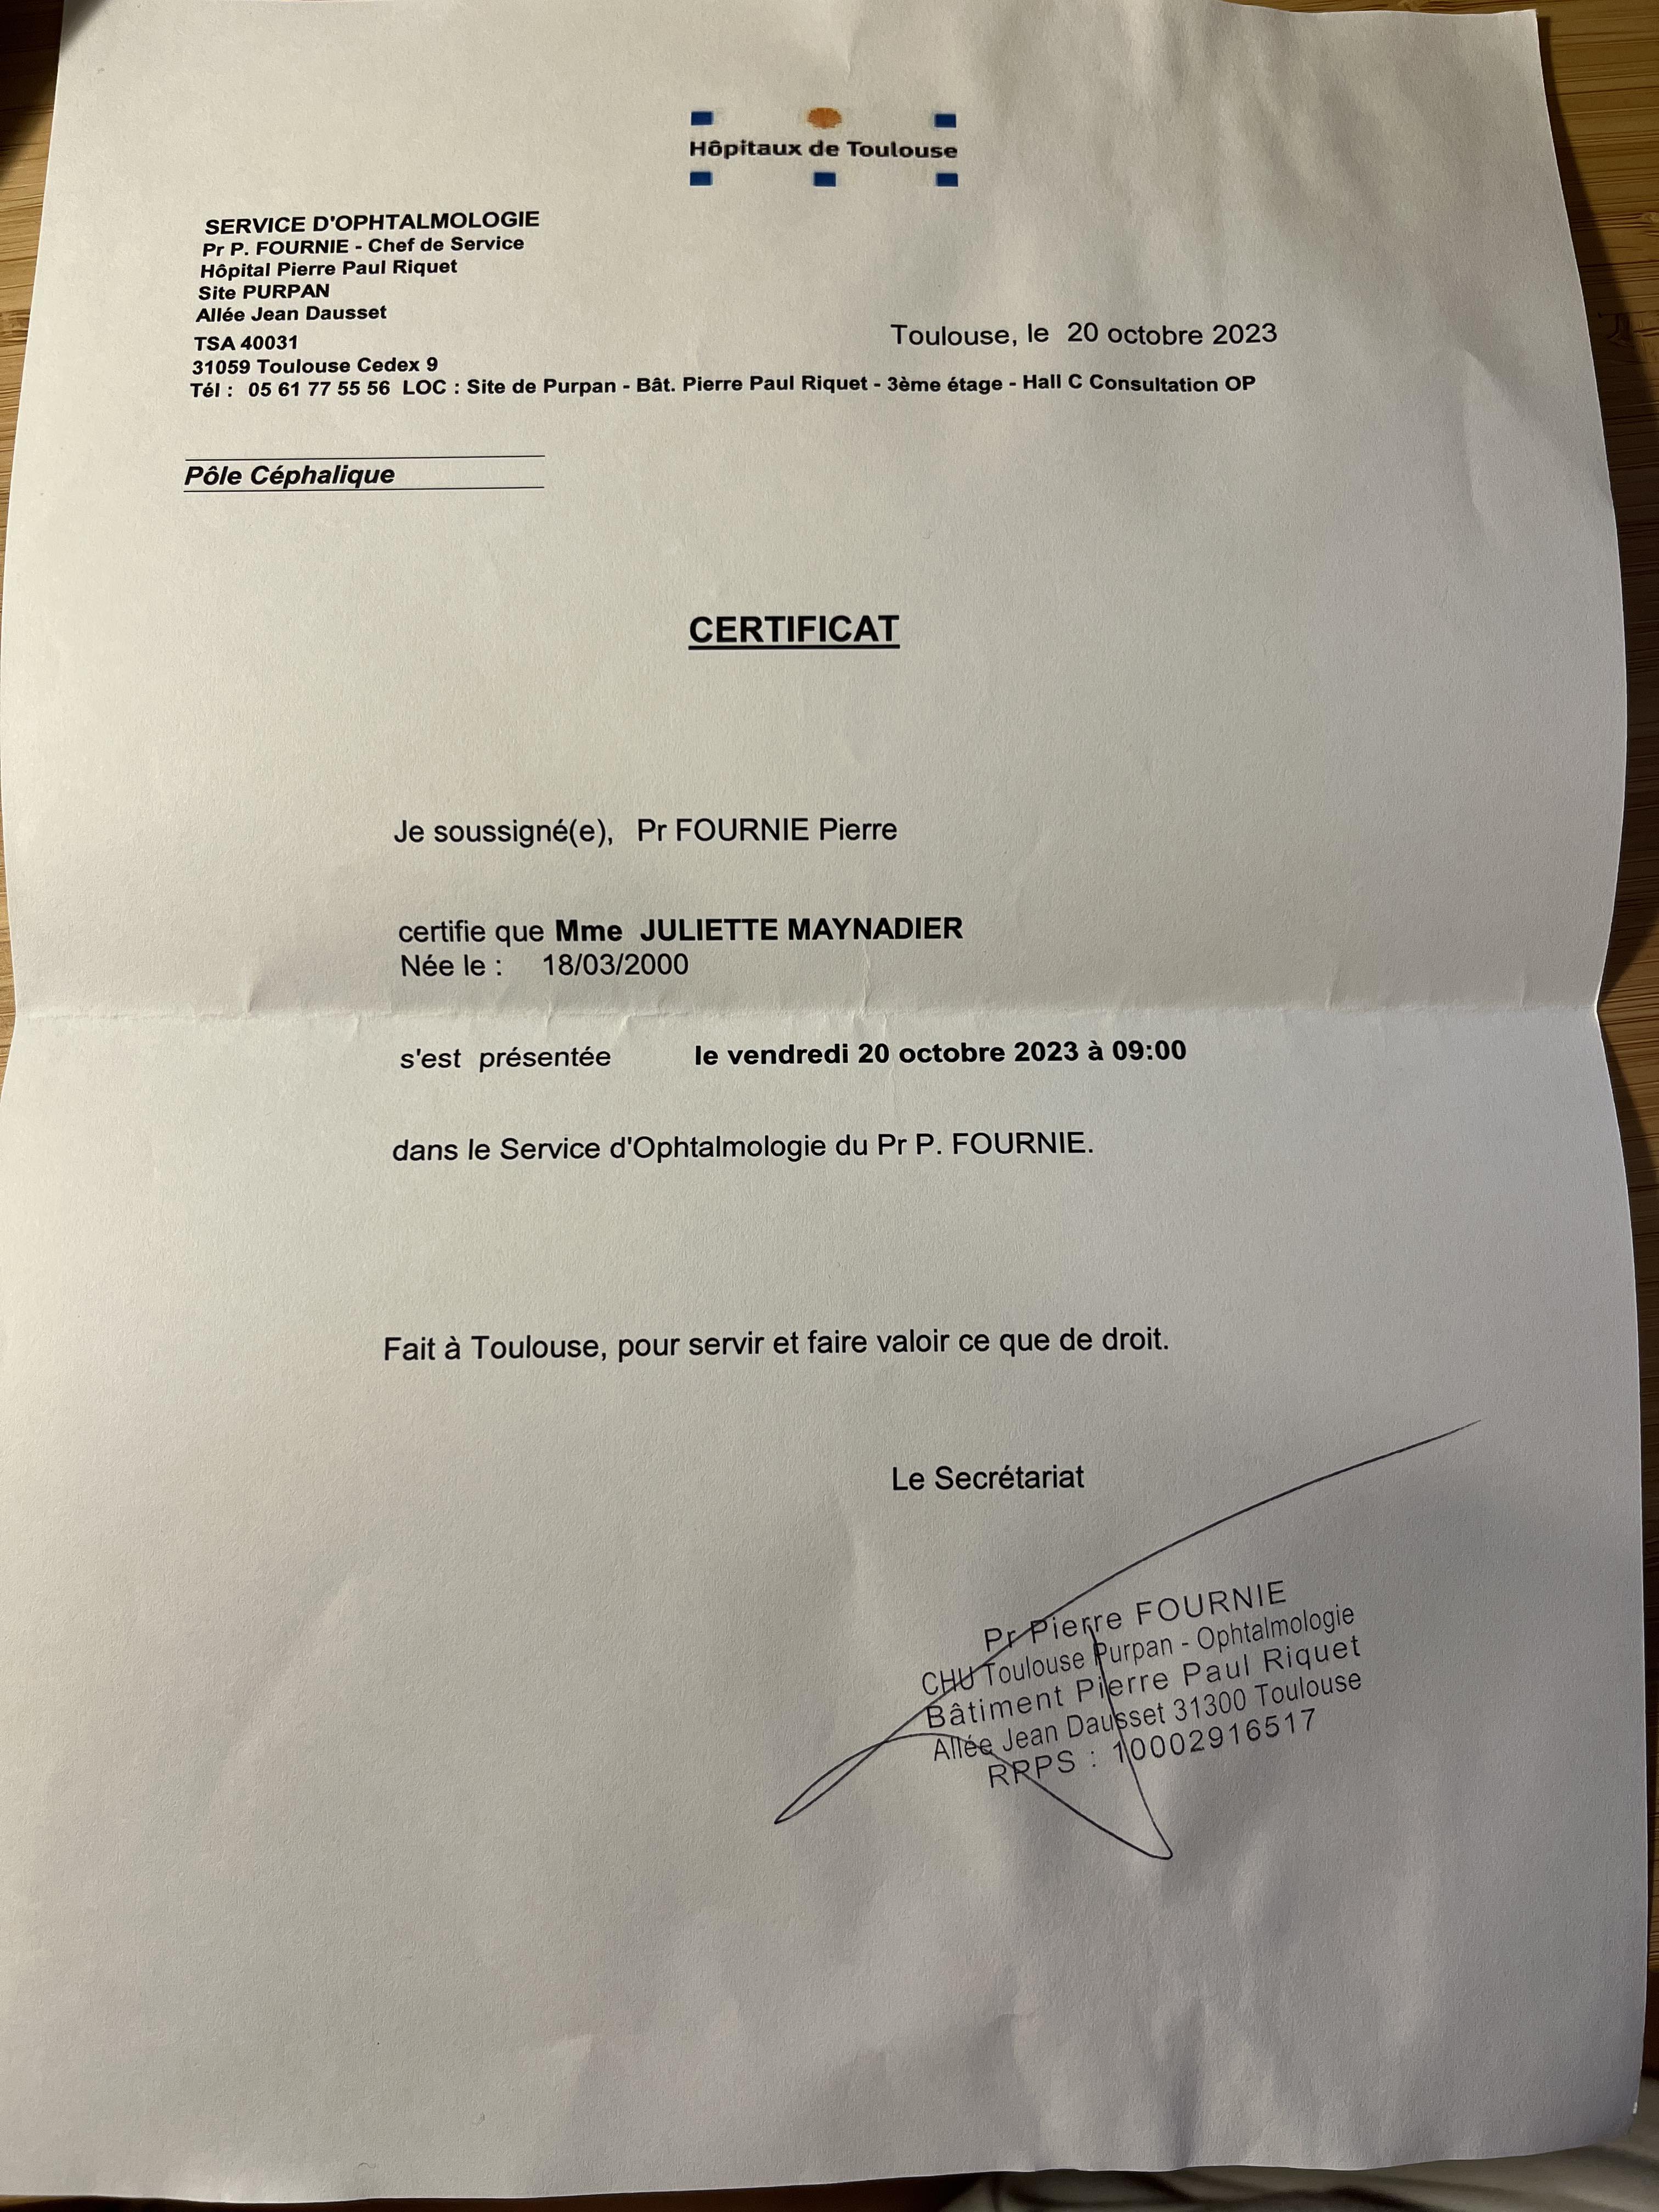 Hôpitaux de Toulouse
SERVICE D'OPHTALMOLOGIE
Pr P. FOURNIE - Chef de Service
Hôpital Pierre Paul Riquet
Site PURPAN
Allée Jean Dausset
TSA 40031
31059 Toulouse Cedex 9
Tél : 05 61 77 55 56 LOC : Site de Purpan - Bât. Pierre Paul Riquet - 3ème étage - Hall C Consultation OP
Toulouse, le 20 octobre 2023
Pôle Céphalique
CERTIFICAT
Je soussigné(e), Pr FOURNIE Pierre
certifie que Mme JULIETTE MAYNADIER
Née le : 18/03/2000
s'est présentée le vendredi 20 octobre 2023 à 09:00
dans le Service d'Ophtalmologie du Pr P. FOURNIE.
Fait à Toulouse, pour servir et faire valoir ce que de droit.
Le Secrétariat
Pr Pierre FOURNIE
CHU Toulouse Purpan - Ophtalmologie
Bâtiment Pierre Paul Riquet
Allée Jean Dausset 31300 Toulouse
RPPS : 10002916517